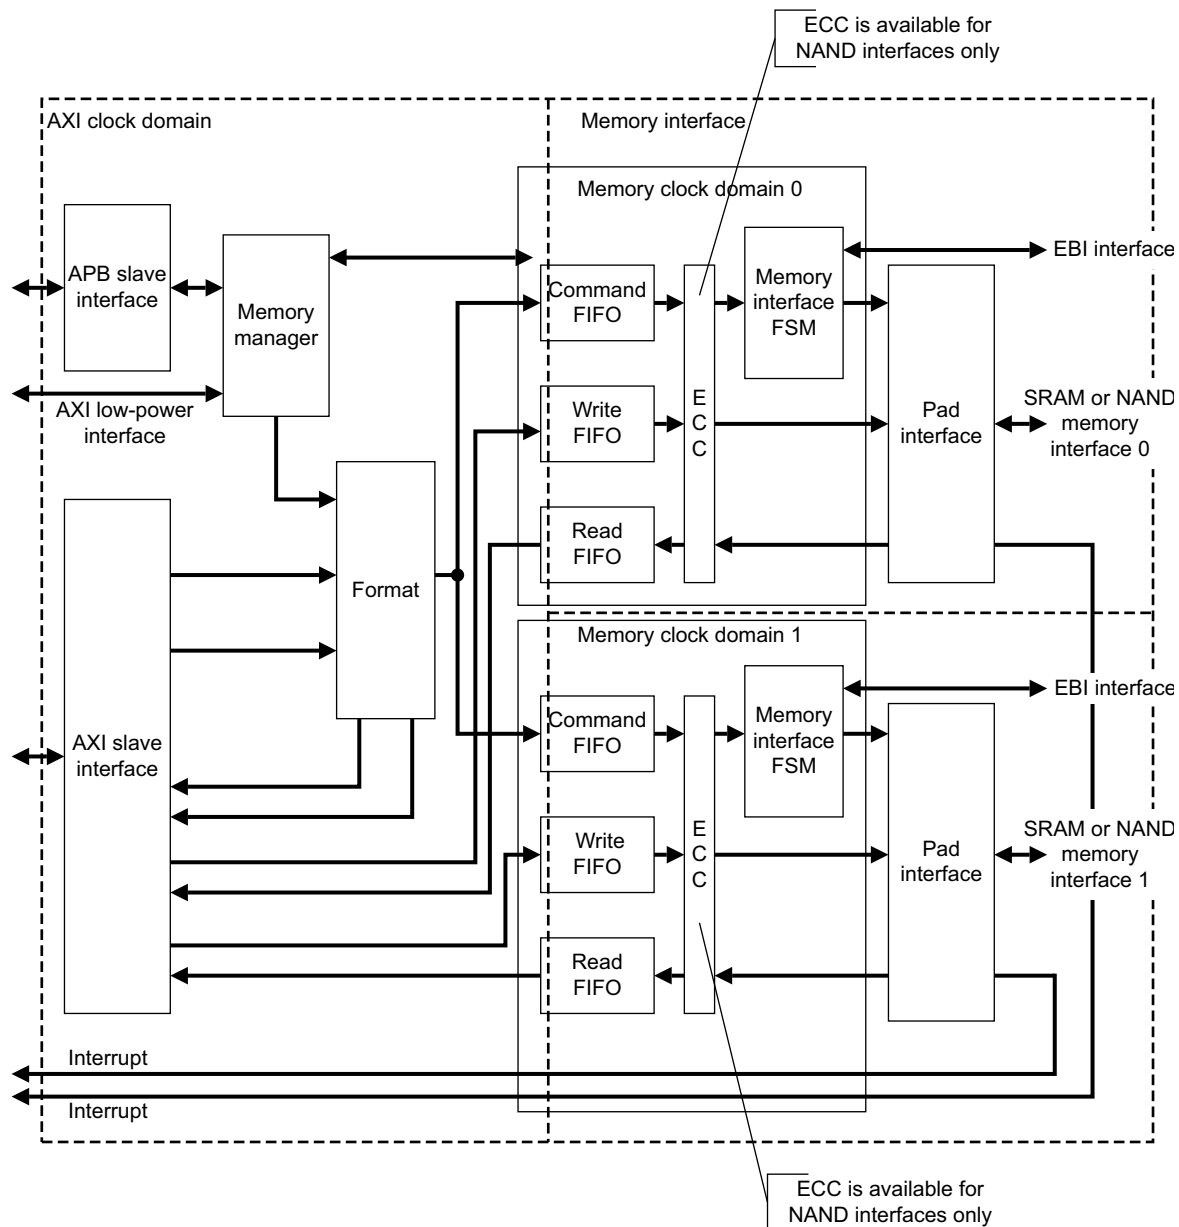 ECC is available for
NAND interfaces only
AXI clock domain
Memory interface
Memory clock domain 0
APB slave
interface
Memory
manager
Command
FIFO
Memory
interface
FSM
EBI interface
AXI low-power
interface
Write
FIFO
E
C
C
Pad
interface
SRAM or NAND
memory
interface 0
Read
FIFO
Format
Memory clock domain 1
AXI slave
interface
Command
FIFO
Memory
interface
FSM
EBI interface
Write
FIFO
E
C
C
Pad
interface
SRAM or NAND
memory
interface 1
Read
FIFO
Interrupt
Interrupt
ECC is available for
NAND interfaces only